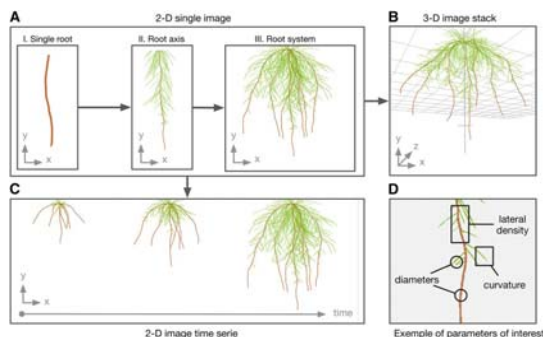 A
2-D single image
I. Single root
II. Root axis
III. Root system
y
x
y
x
y
x
B
3-D image stack
y
z
x
C
y
x
time
2-D image time serie
D
lateral
density
diameters
curvature
Exemple of parameters of interest